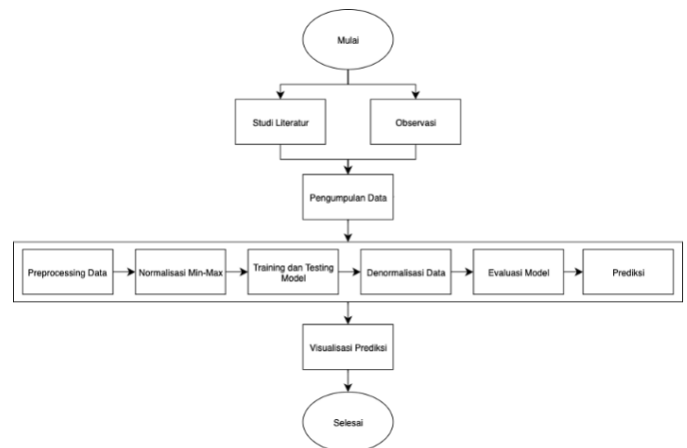 Mulai
Studi Literatur
Observasi
Pengumpulan Data
Preprocessing Data
Normalisasi Min-Max
Training dan Testing
Model
Denormalisasi Data
Evaluasi Model
Prediksi
Visualisasi Prediksi
Selesai